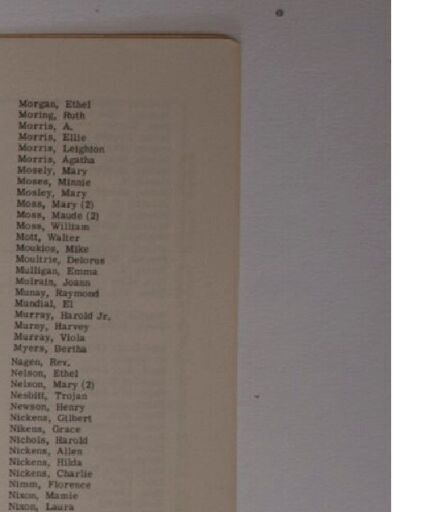 Morgan, Ethel
Moring, Ruth
Morris, A.
Morris, Ellie
Morris, Leighton
Morris, Agatha
Mosely, Mary
Moses, Minnie
Mosley, Mary
Moss, Mary (2)
Moss, Maude (2)
Moss, William
Mott, Walter
Moukios, Mike
Moultrie, Delorus
Mulligan, Emma
Mulrain, Joann
Munay, Raymond
Mundial, El
Murray, Harold Jr.
Murny, Harvey
Murray, Viola
Myers, Bertha
Nagen, Rev.
Nelson, Ethel
Nelson, Mary (2)
Nesbitt, Trojan
Newson, Henry
Nickens, Gilbert
Nikens, Grace
Nichols, Harold
Nickens, Allen
Nickens, Hilda
Nickens, Charlie
Nimm, Florence
Nixon, Mamie
Nixon, Laura